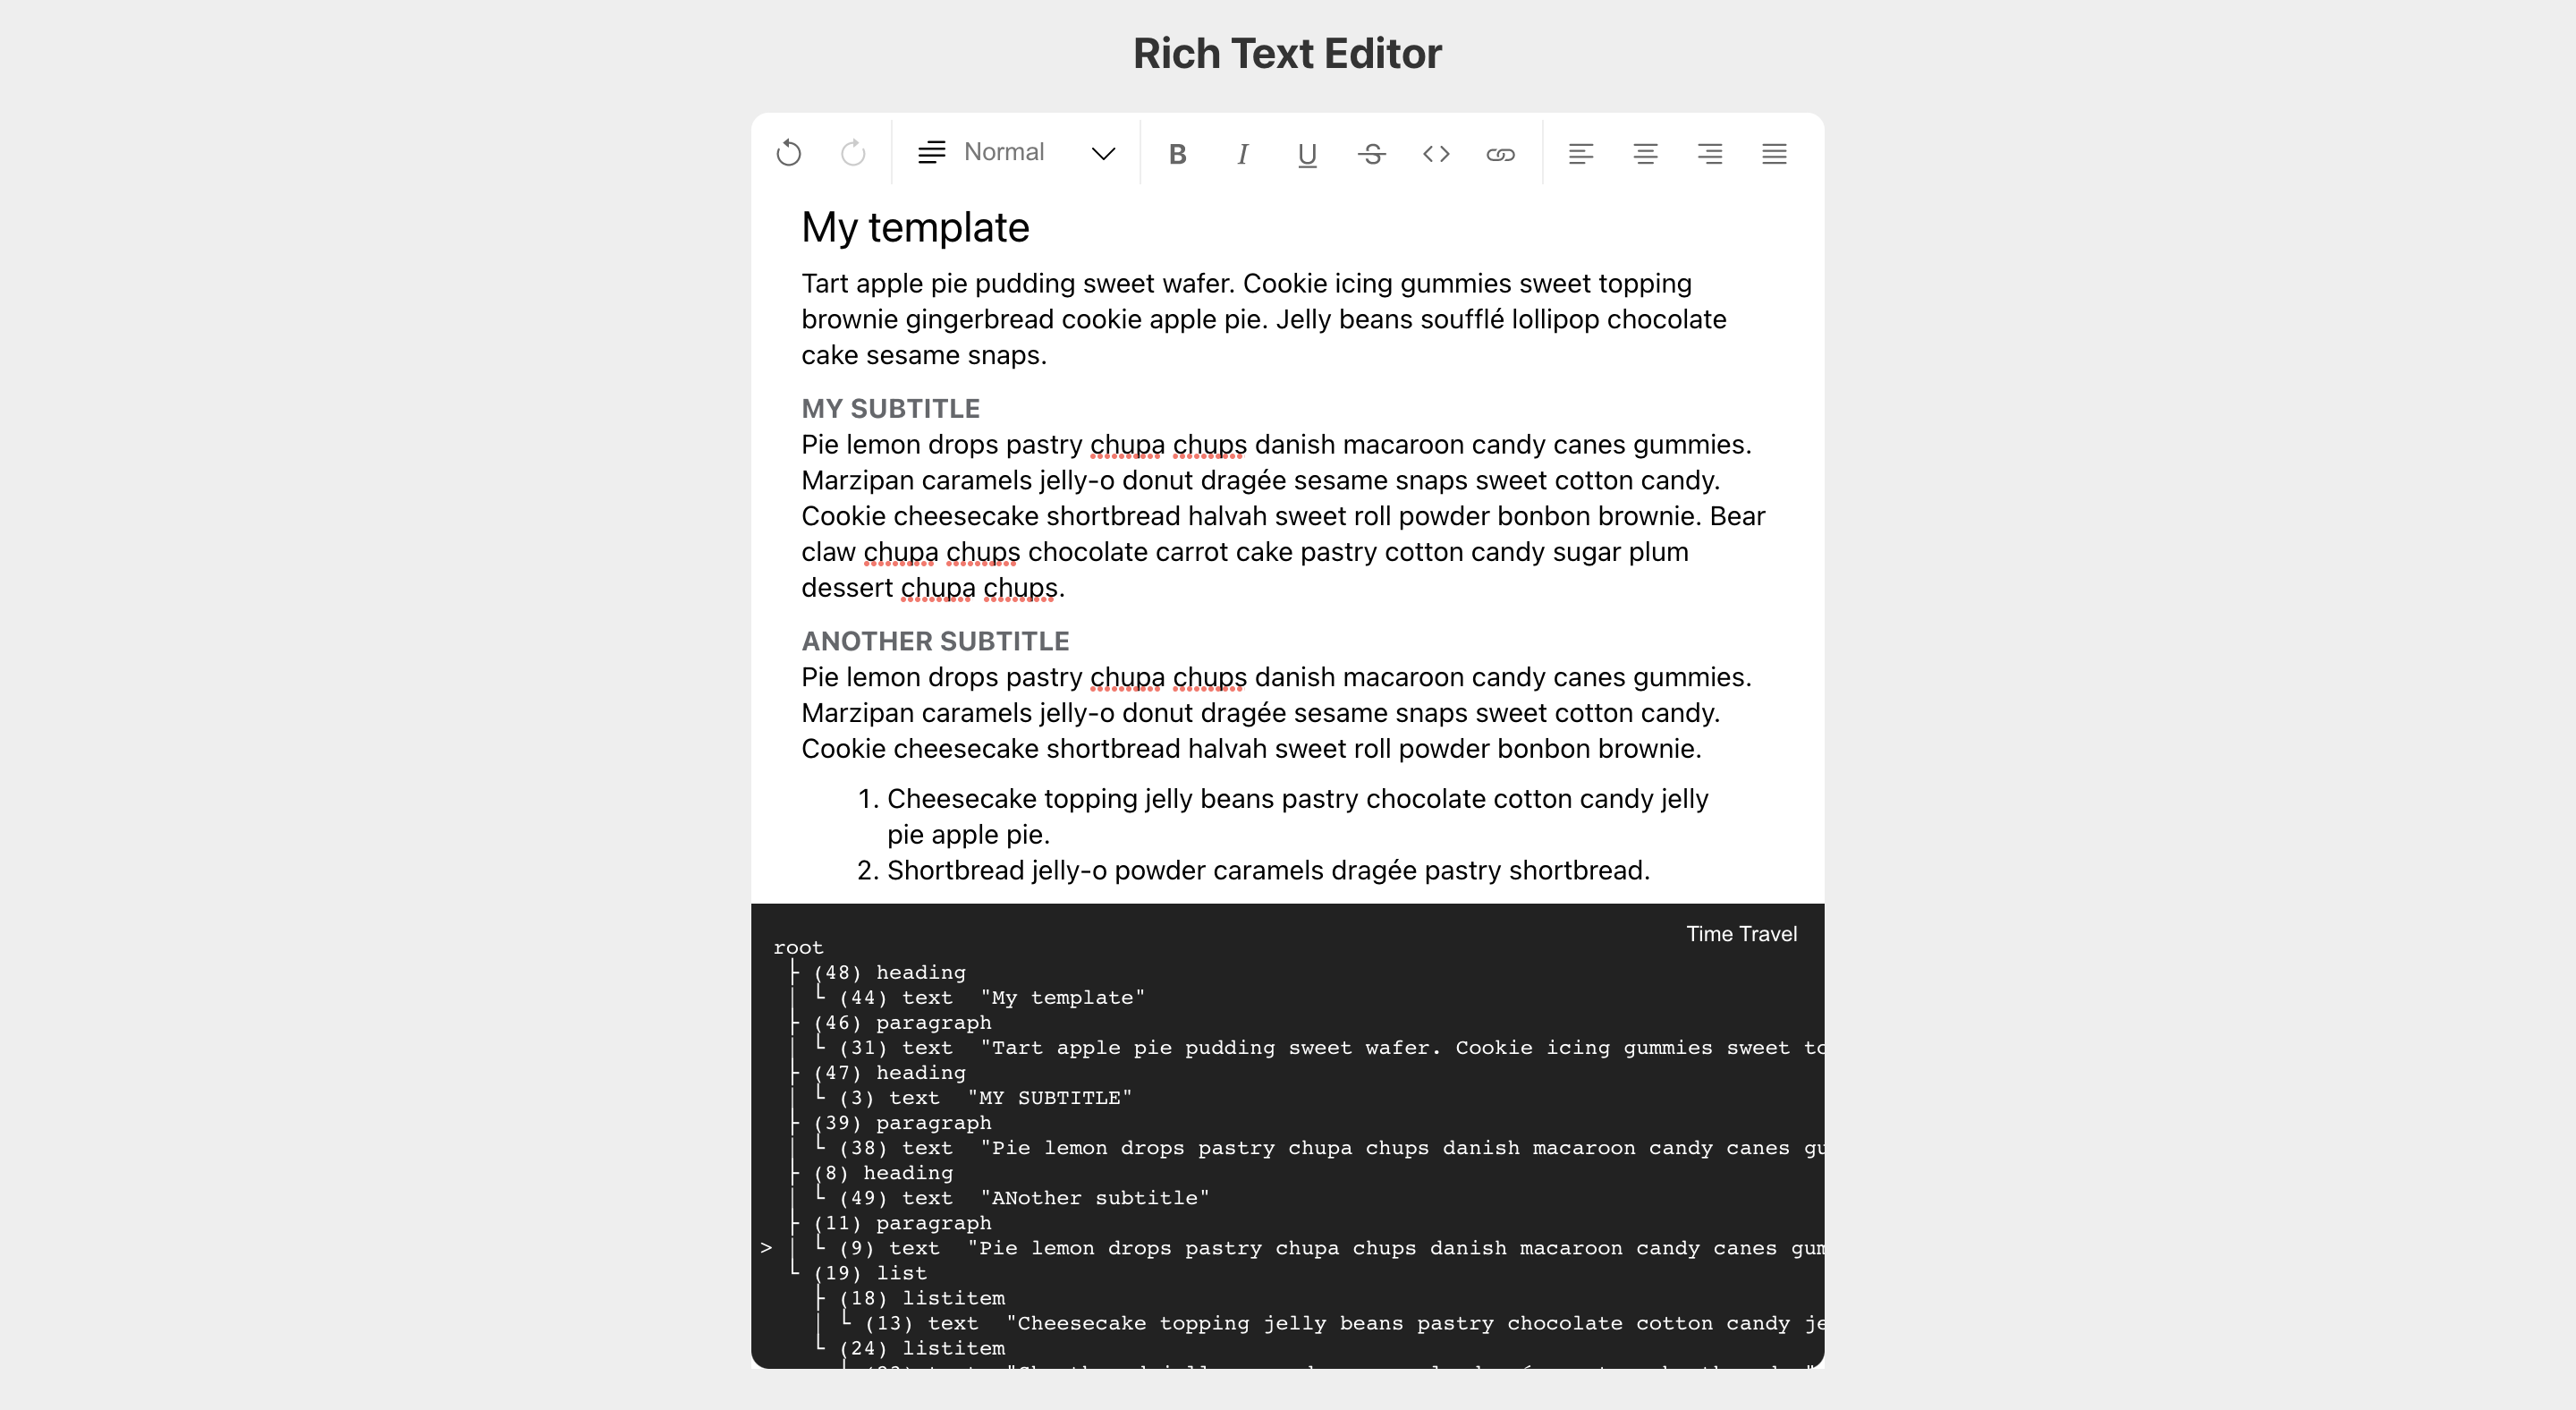 Rich Text Editor
Normal
B I U S
My template
Tart apple pie pudding sweet wafer. Cookie icing gummies sweet topping
brownie gingerbread cookie apple pie. Jelly beans soufflé lollipop chocolate
cake sesame snaps.
MY SUBTITLE
Pie lemon drops pastry chupa chups danish macaroon candy canes gummies.
Marzipan caramels jelly-o donut dragée sesame snaps sweet cotton candy.
Cookie cheesecake shortbread halvah sweet roll powder bonbon brownie. Bear
claw chupa chups chocolate carrot cake pastry cotton candy sugar plum
dessert chupa chups.
ANOTHER SUBTITLE
Pie lemon drops pastry chupa chups danish macaroon candy canes gummies.
Marzipan caramels jelly-o donut dragée sesame snaps sweet cotton candy.
Cookie cheesecake shortbread halvah sweet roll powder bonbon brownie.
1. Cheesecake topping jelly beans pastry chocolate cotton candy jelly
pie apple pie.
2. Shortbread jelly-o powder caramels dragée pastry shortbread.
Time Travel
root
├ (48) heading
│ └ (44) text "My template"
├ (46) paragraph
│ └ (31) text "Tart apple pie pudding sweet wafer. Cookie icing gummies sweet to
├ (47) heading
│ └ (3) text "MY SUBTITLE"
├ (39) paragraph
│ └ (38) text "Pie lemon drops pastry chupa chups danish macaroon candy canes gu
├ (8) heading
│ └ (49) text "ANother subtitle"
├ (11) paragraph
> │ └ (9) text "Pie lemon drops pastry chupa chups danish macaroon candy canes gum
└ (19) list
├ (18) listitem
│ └ (13) text "Cheesecake topping jelly beans pastry chocolate cotton candy je
└ (24) listitem